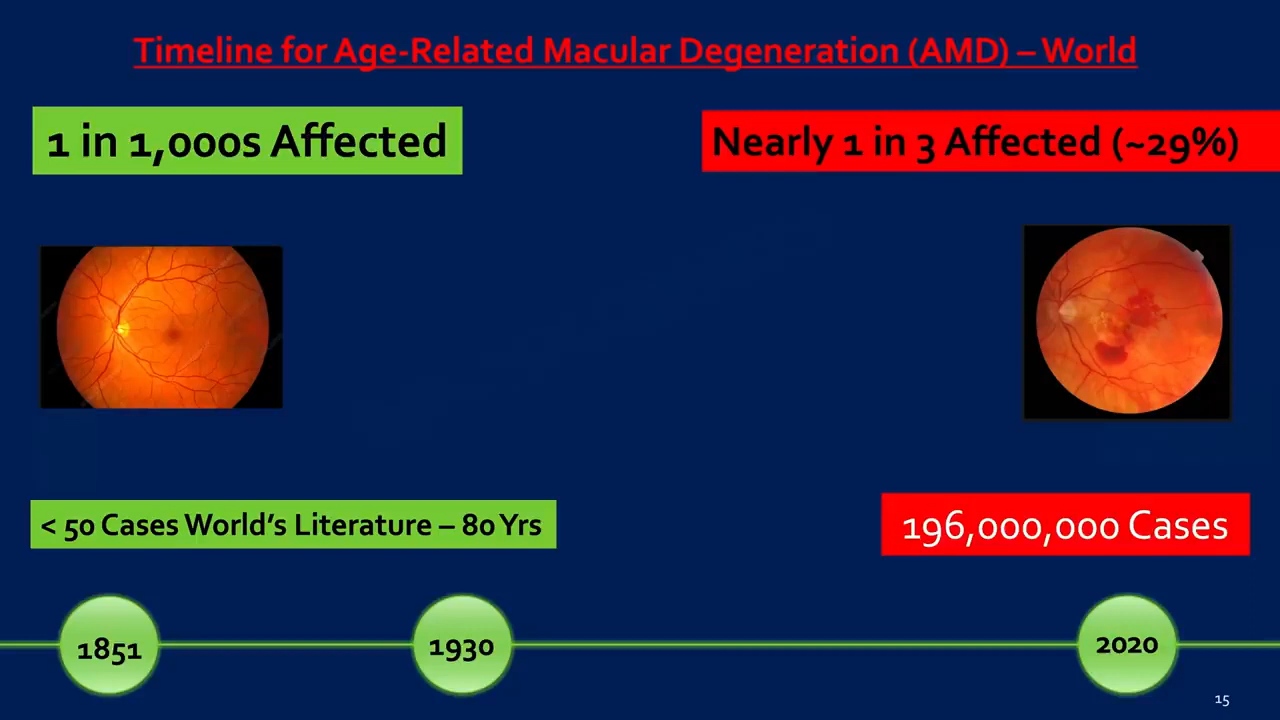 Timeline for Age-Related Macular Degeneration (AMD) – World
1 in 1,000s Affected
Nearly 1 in 3 Affected (~29%)
< 50 Cases World's Literature – 80 Yrs
196,000,000 Cases
1851
1930
2020
15